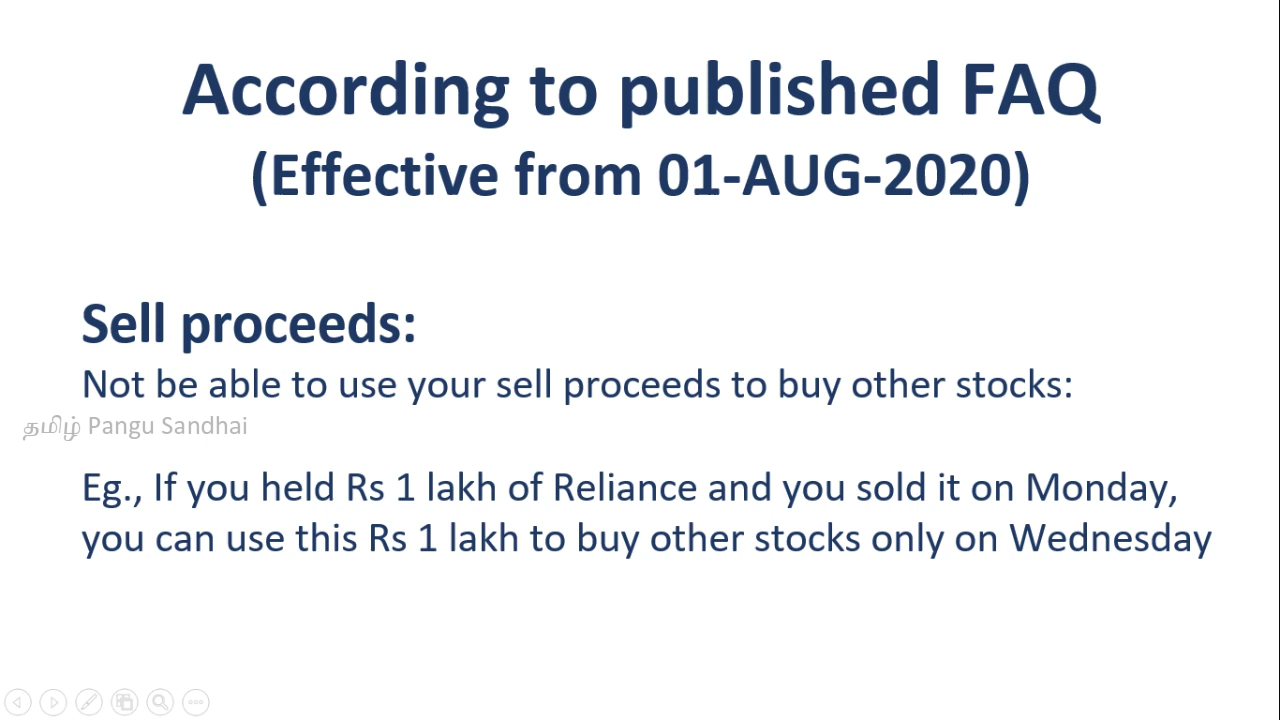 According to published FAQ
(Effective from 01-AUG-2020)
Sell proceeds:
Not be able to use your sell proceeds to buy other stocks:
தமிழ் Pangu Sandhai
Eg., If you held Rs 1 lakh of Reliance and you sold it on Monday,
you can use this Rs 1 lakh to buy other stocks only on Wednesday